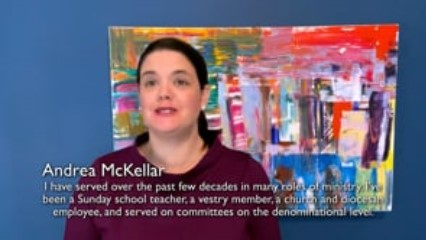 Andrea McKellar
I have served over the past few decades in many roles of ministry. I've
been a Sunday school teacher, a vestry member, a church and diocesan
employee, and served on committees on the denominational level.